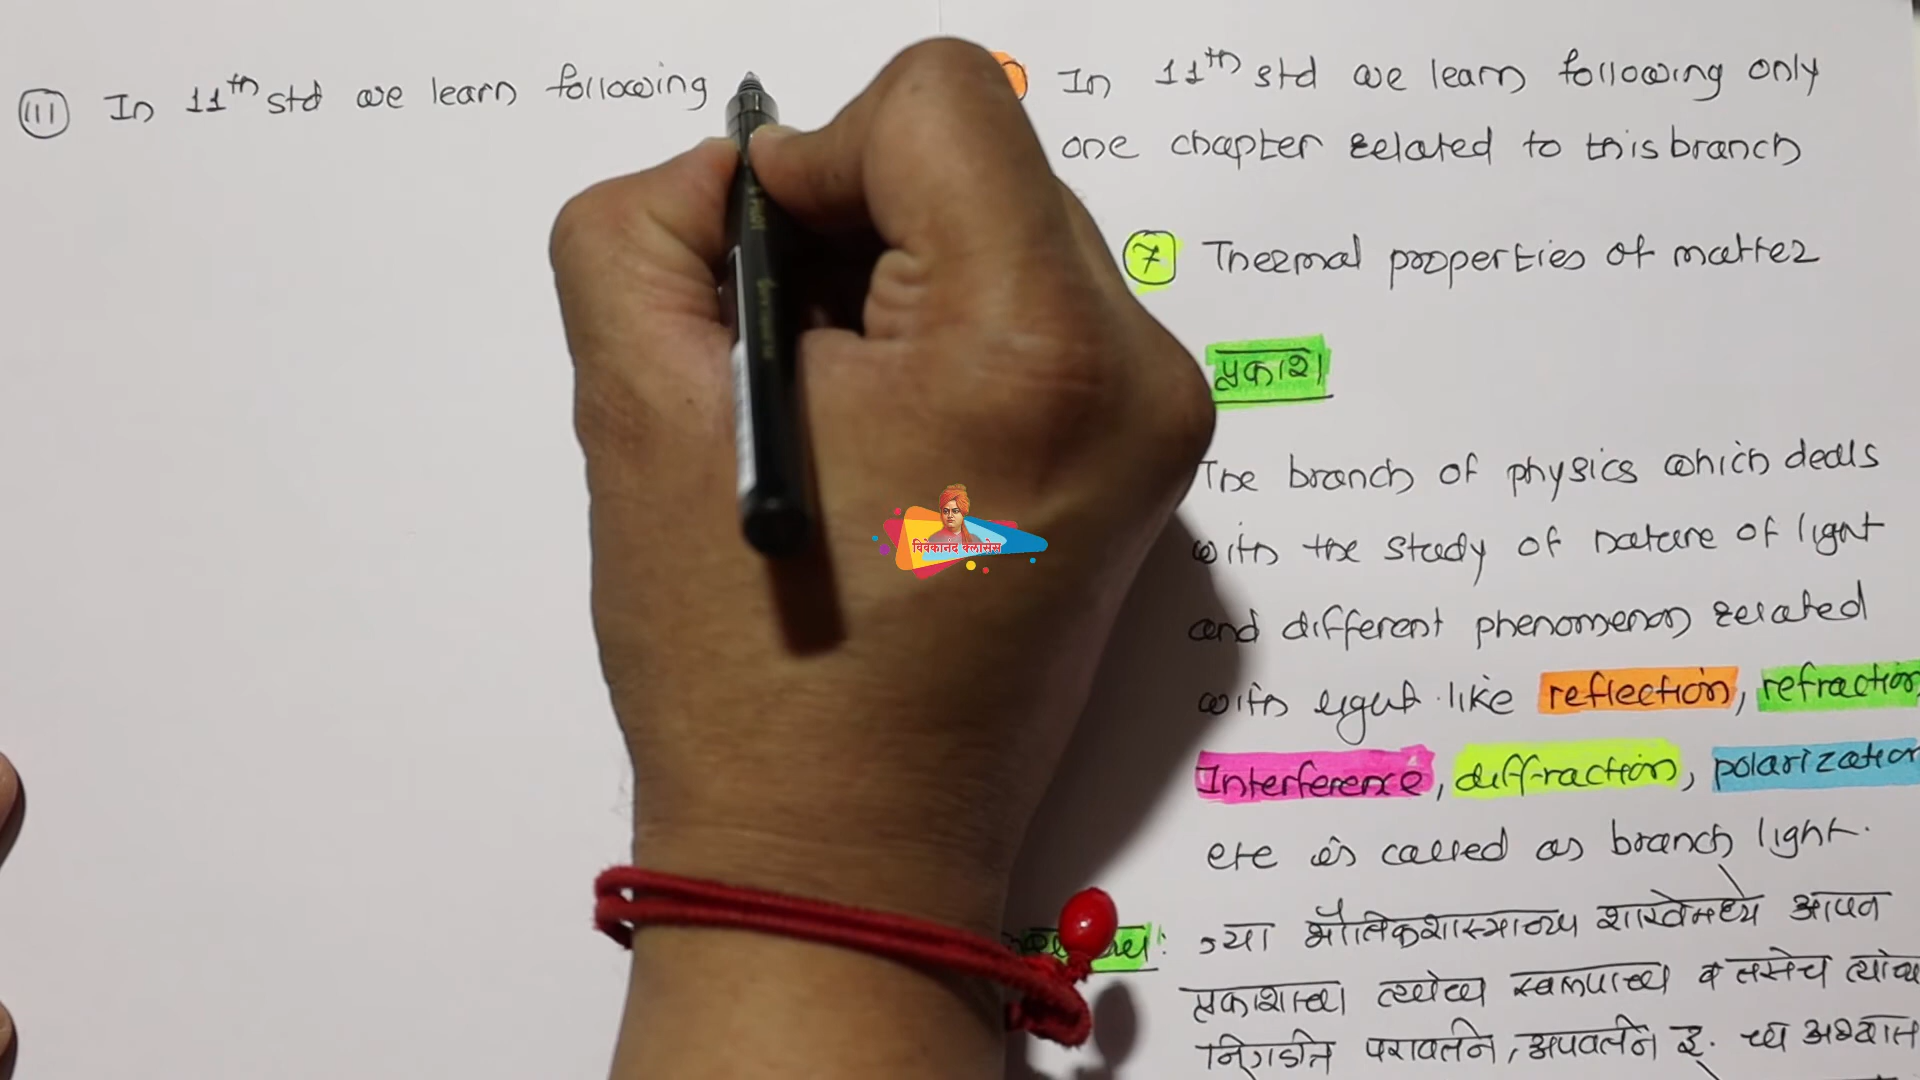 (III) In 11th std we learn following
In 11th std we learn following only
one chapter related to this branch
7 Thermal properties of matter
प्रकाश
The branch of physics which deals
with the study of nature of light
and different phenomenon related
with light like reflection, refraction
Interference, diffraction, polarization
etc is called as branch light.
ज्या भौतिकशास्त्राच्या शाखेमध्ये आपण
प्रकाशाच्या त्याच्या स्वरूपाच्या व तसेच
निगडीत परावर्तन, अपवर्तन इ. च्या अभ्यास
विवेकानंद क्लासेस